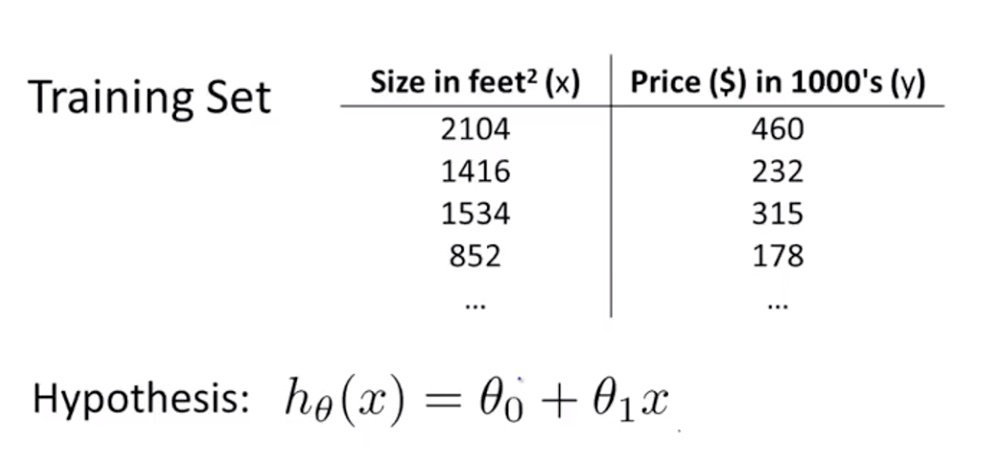 Training Set
Size in feet² (x) Price ($) in 1000's (y)
2104 460
1416 232
1534 315
852 178
... ...
Hypothesis: hθ(x) = θ₀ + θ₁x